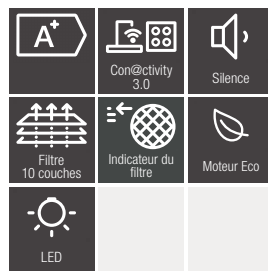 A+
Con@ctivity
3.0
Silence
Filtre
10 couches
Indicateur du
filtre
Moteur Eco
LED